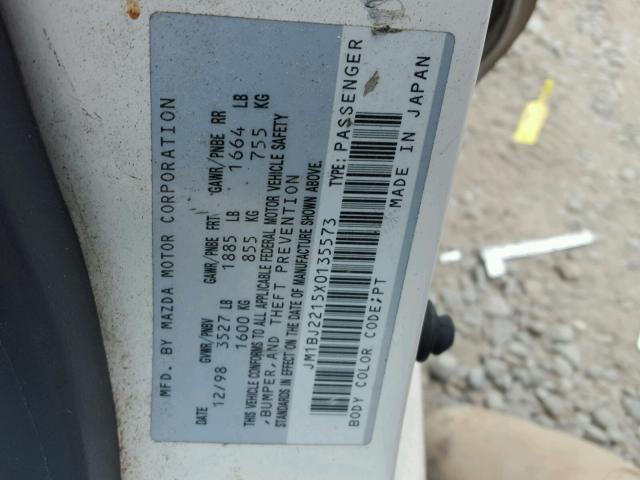 MFD. BY MAZDA MOTOR CORPORATION
DATE GVWR/PNBV GAWR/PNBE FRT GAWR/PNBE RR
12/98 3527 LB 1885 LB 1664 LB
1600 KG 855 KG 755 KG
THIS VEHICLE CONFORMS TO ALL APPLICABLE FEDERAL MOTOR VEHICLE SAFETY
, BUMPER, AND THEFT PREVENTION
STANDARDS IN EFFECT ON THE DATE OF MANUFACTURE SHOWN ABOVE.
JM1BJ2215X0135573 TYPE: PASSENGER
BODY COLOR CODE;PT MADE IN JAPAN